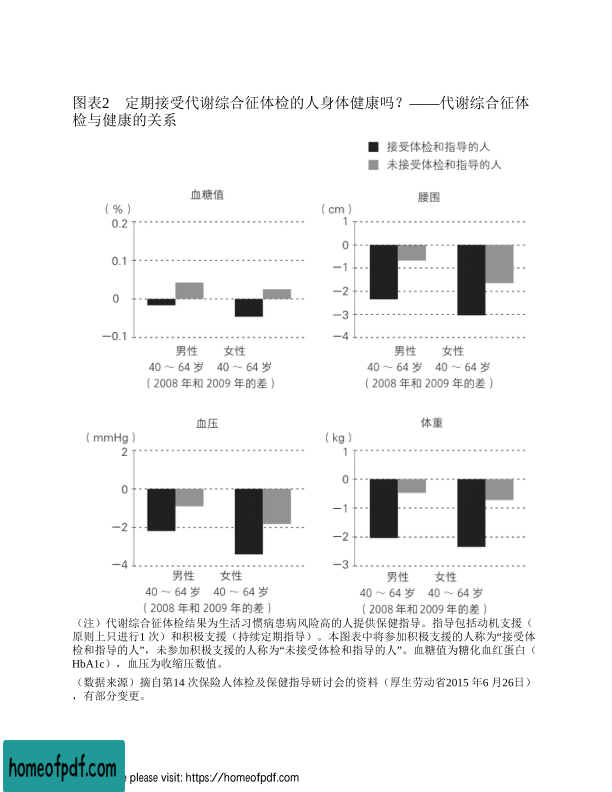 图表2 定期接受代谢综合征体检的人身体健康吗？——代谢综合征体
检与健康的关系
接受体检和指导的人
未接受体检和指导的人
血糖值
（%）
0.2
0.1
0
−0.1
男性 女性
40 ～ 64 岁 40 ～ 64 岁
（2008 年和 2009 年的差）
腰围
（cm）
1
0
−1
−2
−3
−4
男性 女性
40 ～ 64 岁 40 ～ 64 岁
（2008 年和 2009 年的差）
血压
（mmHg）
2
0
−2
−4
男性 女性
40 ～ 64 岁 40 ～ 64 岁
（2008 年和 2009 年的差）
体重
（kg）
1
0
−1
−2
−3
男性 女性
40 ～ 64 岁 40 ～ 64 岁
（2008 年和 2009 年的差）
（注）代谢综合征体检结果为生活习惯病患病风险高的人提供保健指导。指导包括动机支援（
原则上只进行1 次）和积极支援（持续定期指导）。本图表中将参加积极支援的人称为“接受体
检和指导的人”，未参加积极支援的人称为“未接受体检和指导的人”。血糖值为糖化血红蛋白（
HbA1c），血压为收缩压数值。
（数据来源）摘自第14 次保险人体检及保健指导研讨会的资料（厚生劳动省2015 年6 月26日）
，有部分变更。
homeofpdf.com
please visit: https://homeofpdf.com